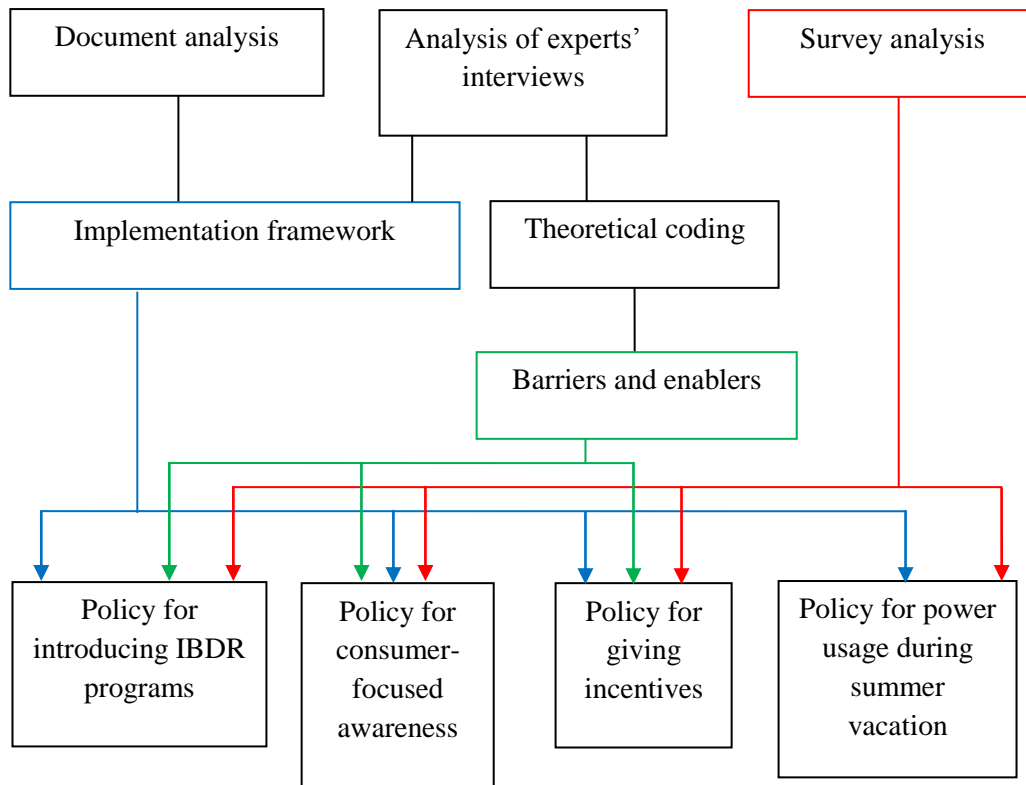 Document analysis
Analysis of experts’
interviews
Survey analysis
Implementation framework
Theoretical coding
Barriers and enablers
Policy for
introducing IBDR
programs
Policy for
consumer-
focused
awareness
Policy for
giving
incentives
Policy for power
usage during
summer
vacation